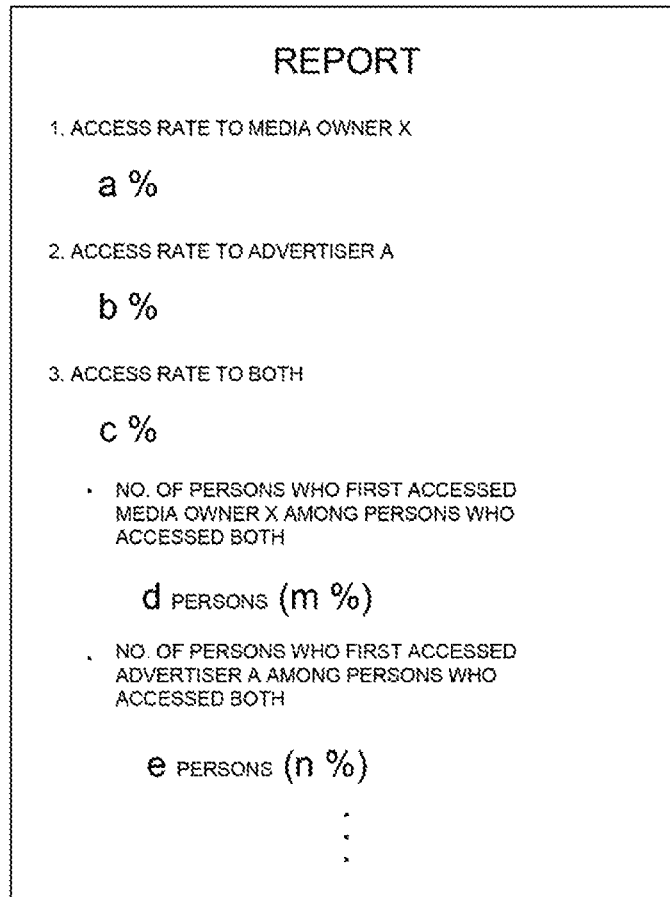 REPORT
1. ACCESS RATE TO MEDIA OWNER X
a %
2. ACCESS RATE TO ADVERTISER A
b %
3. ACCESS RATE TO BOTH
c %
· NO. OF PERSONS WHO FIRST ACCESSED
MEDIA OWNER X AMONG PERSONS WHO
ACCESSED BOTH
d PERSONS (m %)
· NO. OF PERSONS WHO FIRST ACCESSED
ADVERTISER A AMONG PERSONS WHO
ACCESSED BOTH
e PERSONS (n %)